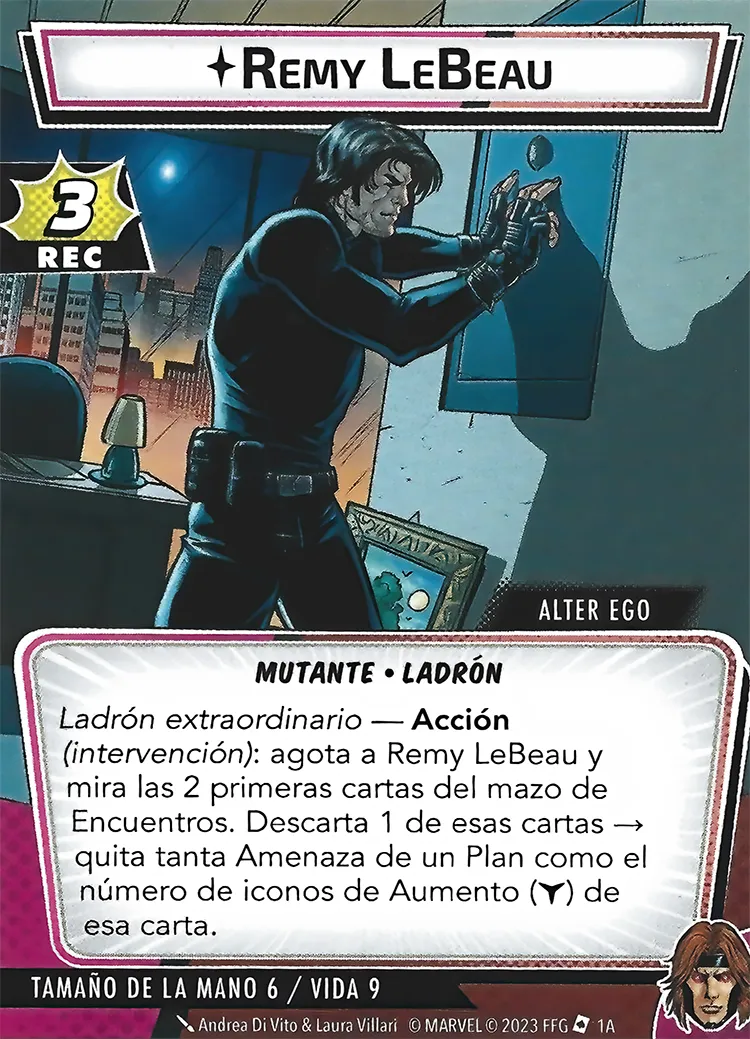 ✦REMY LEBEAU
3
REC
ALTER EGO
MUTANTE • LADRÓN
Ladrón extraordinario — Acción
(intervención): agota a Remy LeBeau y
mira las 2 primeras cartas del mazo de
Encuentros. Descarta 1 de esas cartas →
quita tanta Amenaza de un Plan como el
número de iconos de Aumento () de
esa carta.
TAMAÑO DE LA MANO 6 / VIDA 9
Andrea Di Vito & Laura Villari © MARVEL © 2023 FFG 1A